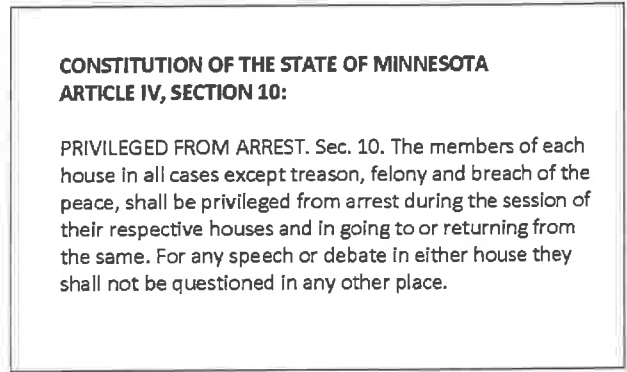 CONSTITUTION OF THE STATE OF MINNESOTA
ARTICLE IV, SECTION 10:
PRIVILEGED FROM ARREST. Sec. 10. The members of each
house in all cases except treason, felony and breach of the
peace, shall be privileged from arrest during the session of
their respective houses and in going to or returning from
the same. For any speech or debate in either house they
shall not be questioned in any other place.